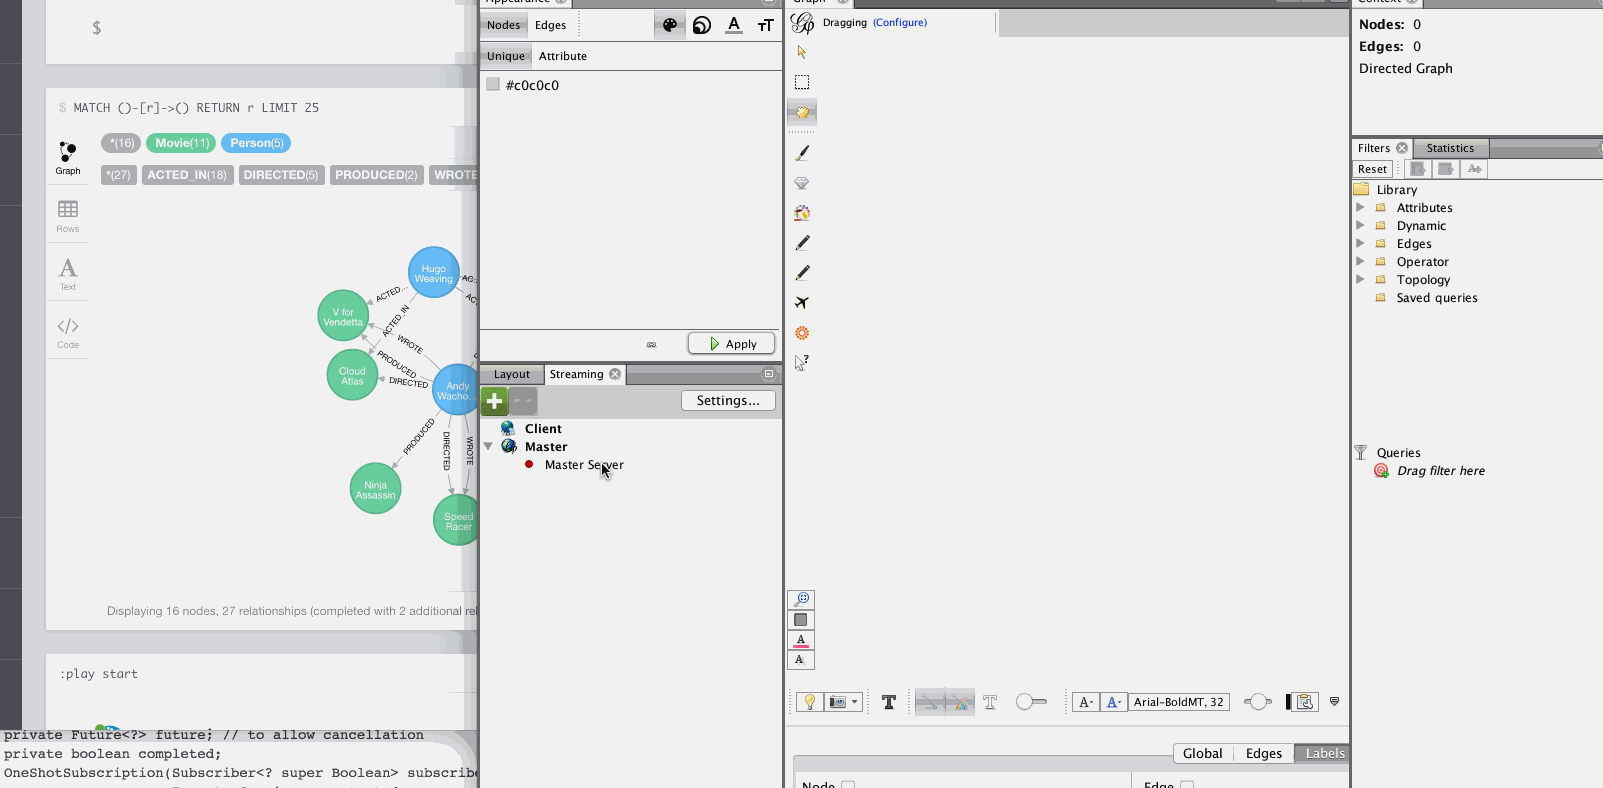 $
$ MATCH ()-[r]->() RETURN r LIMIT 25
*(16) Movie(11) Person(5)
*(27) ACTED_IN(18) DIRECTED(5) PRODUCED(2) WROTE
Graph
Rows
Text
Code
Hugo Weaving
V for Vendetta
Cloud Atlas
Andy Wacho...
Ninja Assassin
Speed Racer
ACTED...
ACTED_IN
AC...
WROTE
PRODUCED
DIRECTED
PRODUCED
DIRECTED
WROTE
Displaying 16 nodes, 27 relationships (completed with 2 additional rel
:play start
private Future<?> future; // to allow cancellation
private boolean completed;
OneShotSubscription(Subscriber<? super Boolean> subscribe
Appearance
Nodes Edges
Unique Attribute
#c0c0c0
Apply
Layout Streaming
Settings...
Client
Master
Master Server
Graph
Dragging (Configure)
Arial-BoldMT, 32
Global Edges Labels
Node Edge
Context
Nodes: 0
Edges: 0
Directed Graph
Filters Statistics
Reset
Library
Attributes
Dynamic
Edges
Operator
Topology
Saved queries
Queries
Drag filter here